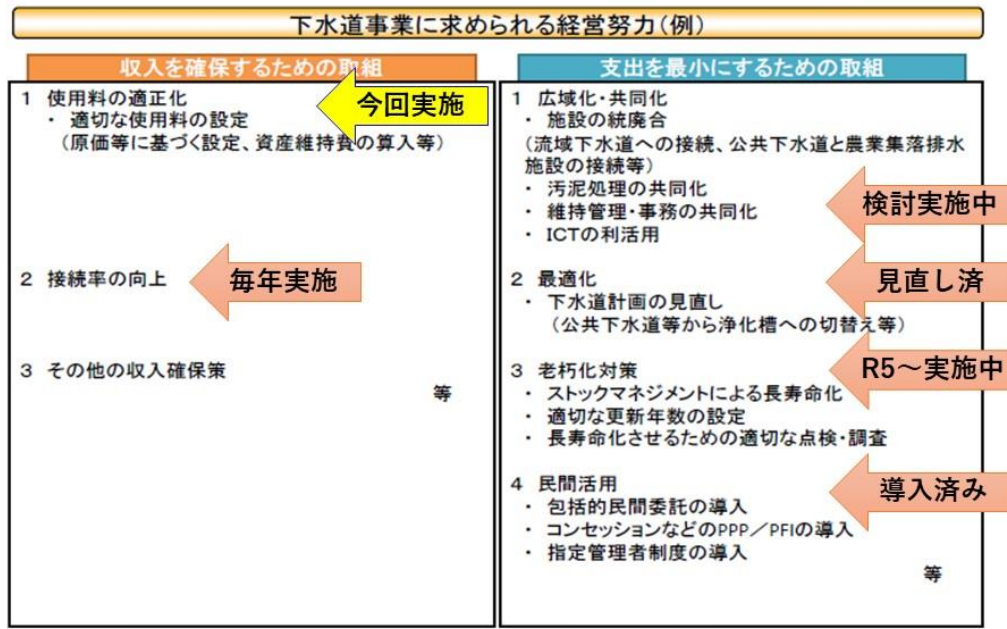 下水道事業に求められる経営努力（例）
収入を確保するための取組
1 使用料の適正化
今回実施
・ 適切な使用料の設定
（原価等に基づく設定、資産維持費の算入等）
2 接続率の向上
毎年実施
3 その他の収入確保策
等
支出を最小にするための取組
1 広域化・共同化
・ 施設の統廃合
（流域下水道への接続、公共下水道と農業集落排水
施設の接続等）
・ 汚泥処理の共同化
・ 維持管理・事務の共同化
検討実施中
・ ICTの利活用
2 最適化
見直し済
・ 下水道計画の見直し
（公共下水道等から浄化槽への切替え等）
3 老朽化対策
R5～実施中
・ ストックマネジメントによる長寿命化
・ 適切な更新年数の設定
・ 長寿命化させるための適切な点検・調査
4 民間活用
導入済み
・ 包括的民間委託の導入
・ コンセッションなどのPPP／PFIの導入
・ 指定管理者制度の導入
等